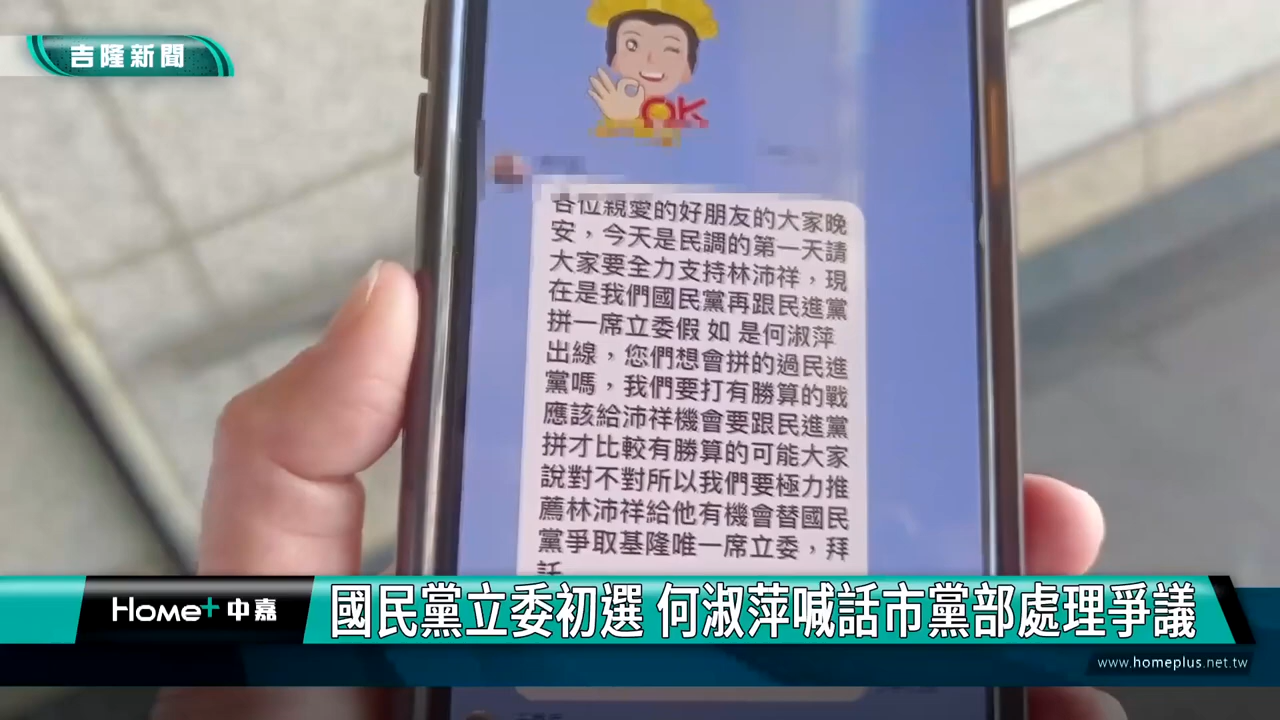 吉隆新聞
OK
各位親愛的好朋友的大家晚
安，今天是民調的第一天請
大家要全力支持林沛祥，現
在是我們國民黨再跟民進黨
拼一席立委假 如 是何淑萍
出線，您們想會拼的過民進
黨嗎，我們要打有勝算的戰
應該給沛祥機會要跟民進黨
拼才比較有勝算的可能大家
說對不對所以我們要極力推
薦林沛祥給他有機會替國民
黨爭取基隆唯一席立委，拜
託
Home+中嘉
國民黨立委初選 何淑萍喊話市黨部處理爭議
www.homeplus.net.tw